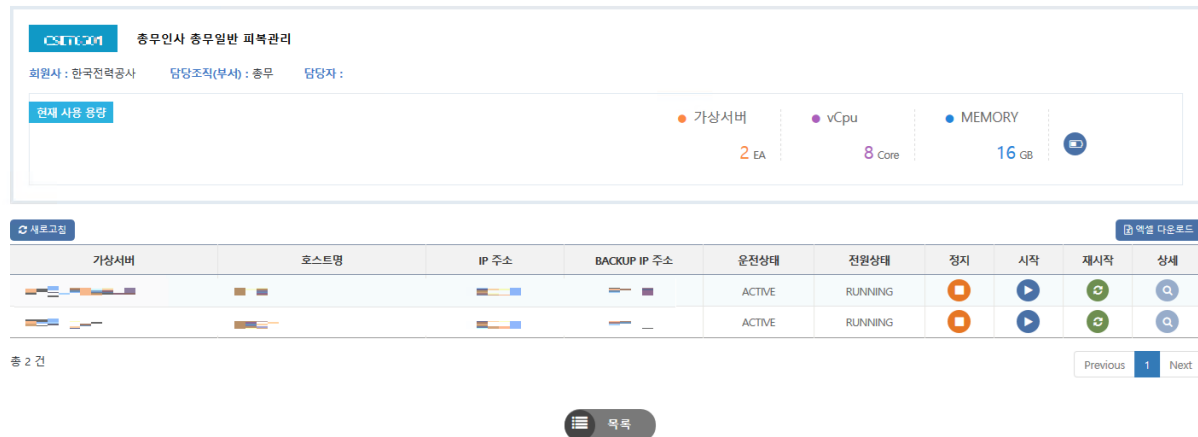 총무인사 총무일반 피복관리
회원사 : 한국전력공사 담당조직(부서) : 총무 담당자 :
현재 사용 용량
가상서버 vCpu MEMORY
2 EA 8 Core 16 GB
새로고침 엑셀 다운로드
가상서버 호스트명 IP 주소 BACKUP IP 주소 운전상태 전원상태 정지 시작 재시작 상세
ACTIVE RUNNING
ACTIVE RUNNING
총 2 건
Previous 1 Next
목록